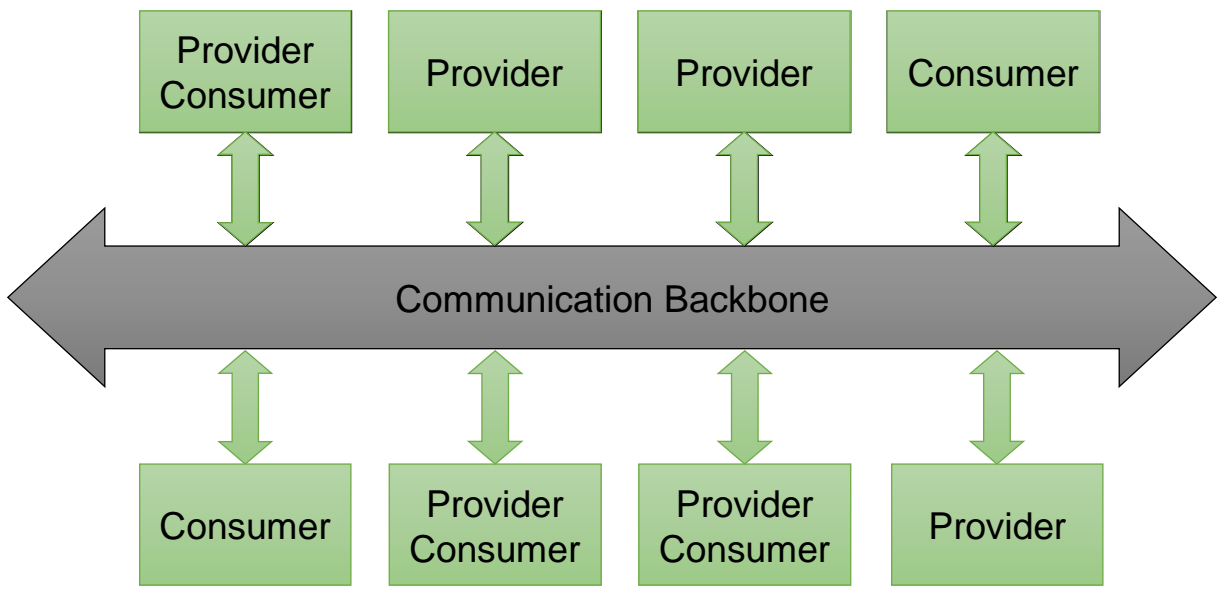 Provider
Consumer
Provider
Provider
Consumer
Communication Backbone
Consumer
Provider
Consumer
Provider
Consumer
Provider